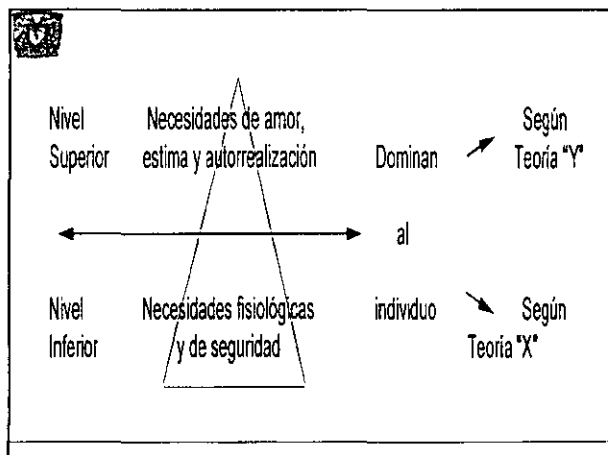 Nivel Necesidades de amor, Según
Superior estima y autorrealización Dominan Teoría "Y"
al
Nivel Necesidades fisiológicas individuo Según
Inferior y de seguridad Teoría "X"